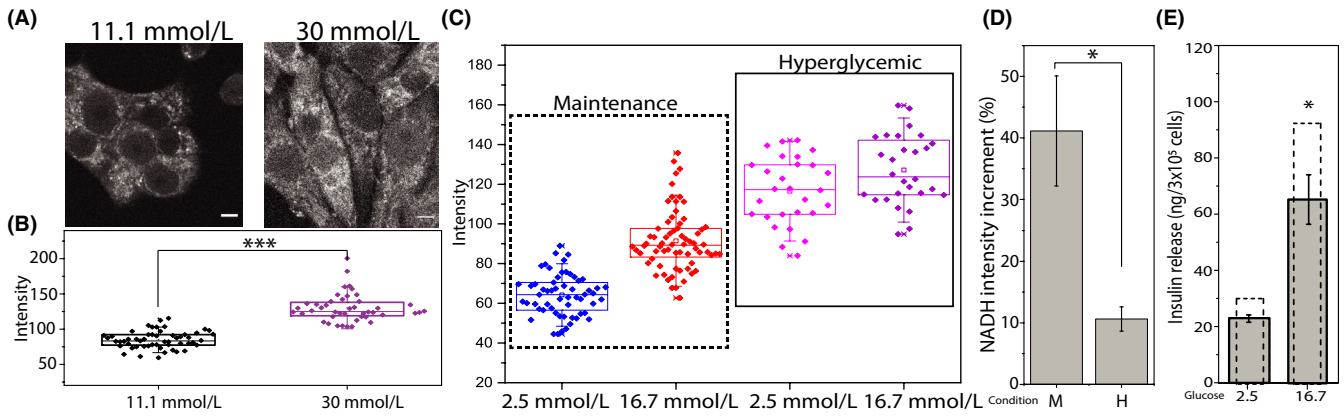 (A)
11.1 mmol/L
30 mmol/L
(B)
***
Intensity
200
150
100
50
11.1 mmol/L
30 mmol/L
(C)
Intensity
180
160
140
120
100
80
60
40
20
Maintenance
Hyperglycemic
2.5 mmol/L
16.7 mmol/L
2.5 mmol/L
16.7 mmol/L
(D)
*
NADH intensity increment (%)
50
40
30
20
10
0
Condition
M
H
(E)
*
Insulin release (ng/3x10⁵ cells)
120
100
80
60
40
20
0
Glucose
2.5
16.7